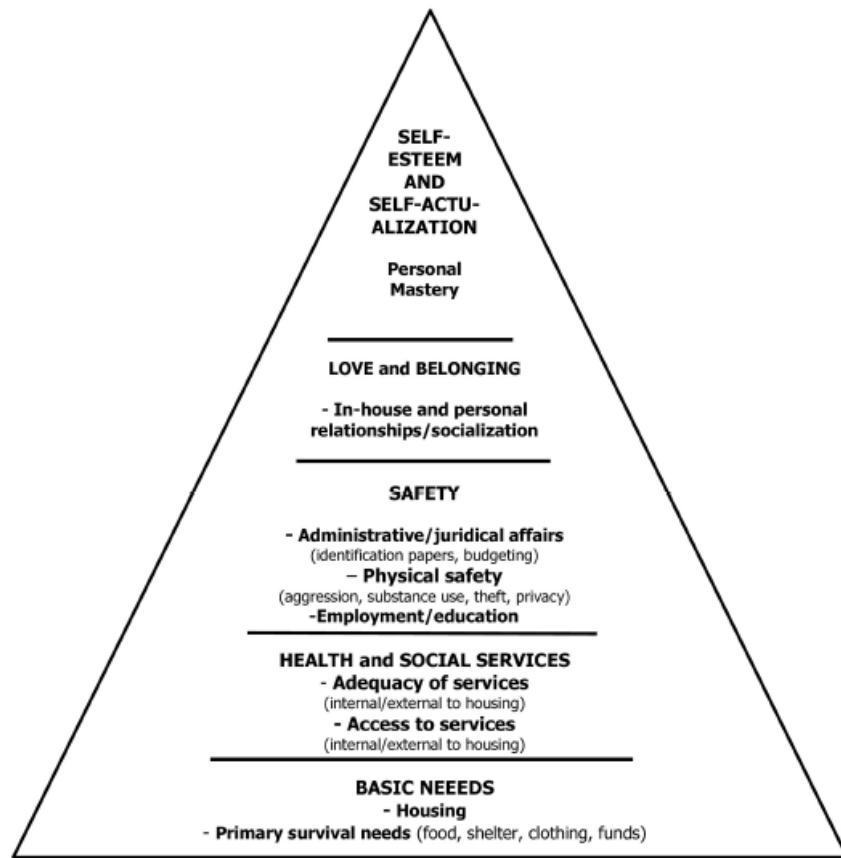 SELF-
ESTEEM
AND
SELF-ACTU-
ALIZATION
Personal
Mastery
LOVE and BELONGING
- In-house and personal
relationships/socialization
SAFETY
- Administrative/juridical affairs
(identification papers, budgeting)
– Physical safety
(aggression, substance use, theft, privacy)
-Employment/education
HEALTH and SOCIAL SERVICES
- Adequacy of services
(internal/external to housing)
- Access to services
(internal/external to housing)
BASIC NEEEDS
- Housing
- Primary survival needs (food, shelter, clothing, funds)